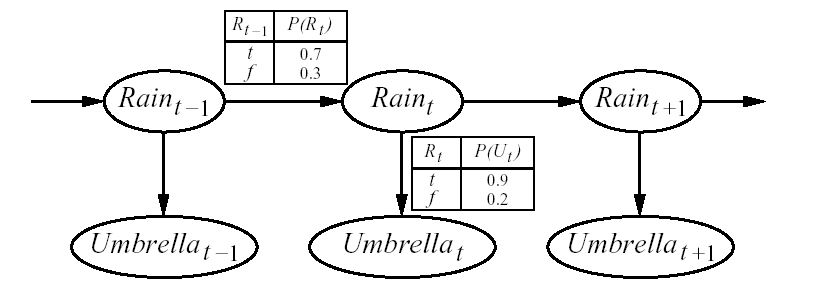 R_{t-1} P(R_t)
t 0.7
f 0.3
Rain_{t-1} Rain_t Rain_{t+1}
R_t P(U_t)
t 0.9
f 0.2
Umbrella_{t-1} Umbrella_t Umbrella_{t+1}